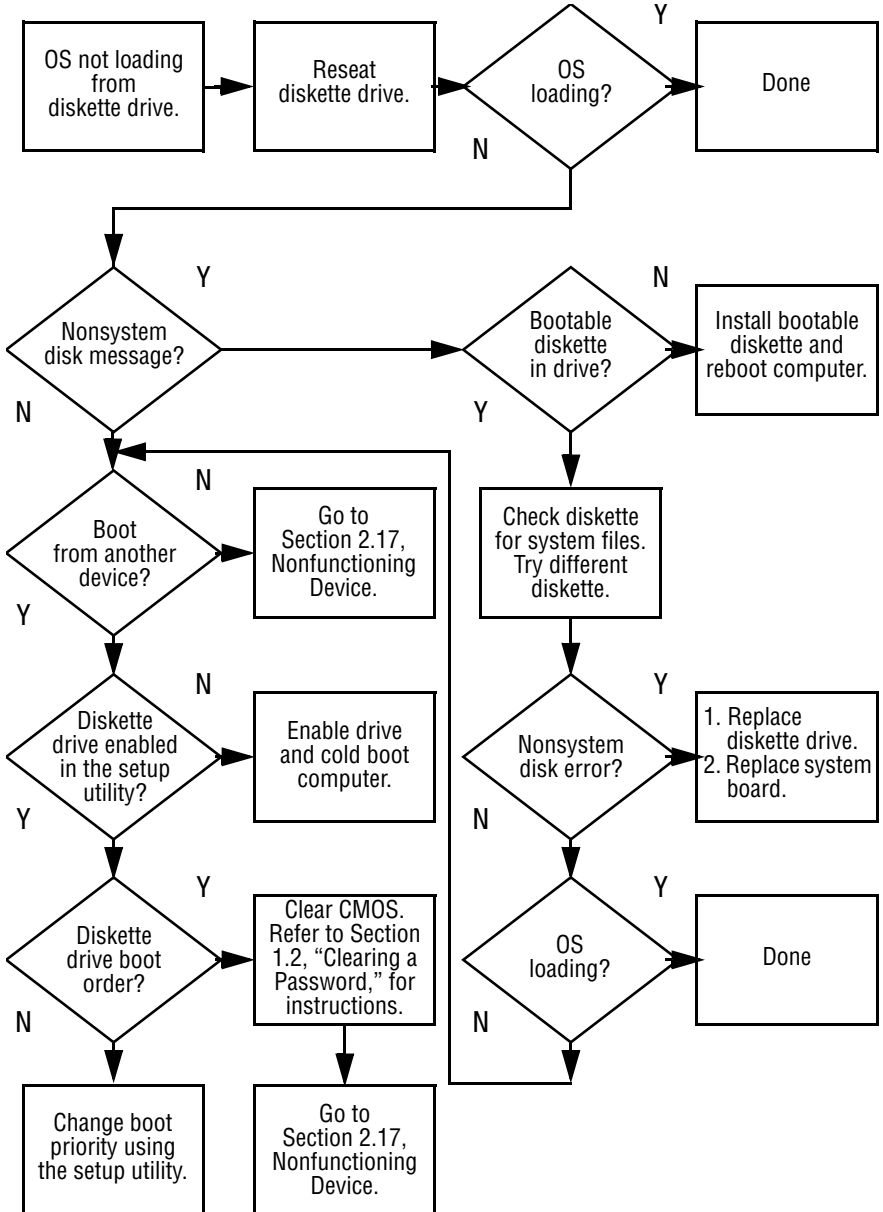 Y
OS not loading
from
diskette drive.
Reseat
diskette drive.
OS
loading?
Done
N
Y
Nonsystem
disk message?
N
N
Bootable
diskette
in drive?
Y
Install bootable
diskette and
reboot computer.
N
Boot
from another
device?
Y
Go to
Section 2.17,
Nonfunctioning
Device.
Check diskette
for system files.
Try different
diskette.
N
Diskette
drive enabled
in the setup
utility?
Y
Enable drive
and cold boot
computer.
Y
Nonsystem
disk error?
N
1. Replace
diskette drive.
2. Replace system
board.
Y
Diskette
drive boot
order?
N
Clear CMOS.
Refer to Section
1.2, “Clearing a
Password,” for
instructions.
Y
OS
loading?
N
Done
Change boot
priority using
the setup utility.
Go to
Section 2.17,
Nonfunctioning
Device.